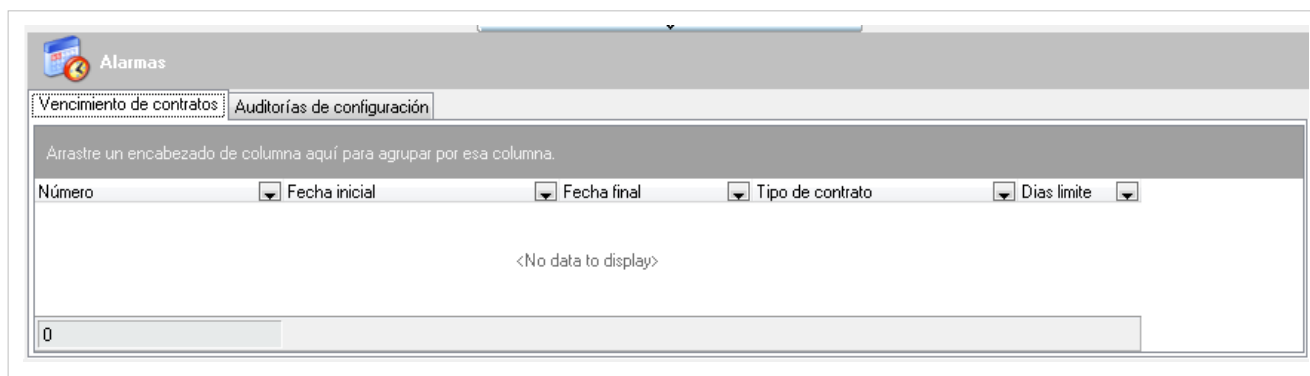 Alarmas
Vencimiento de contratos Auditorías de configuración
Arrastre un encabezado de columna aquí para agrupar por esa columna.
Número Fecha inicial Fecha final Tipo de contrato Dias limite
<No data to display>
0